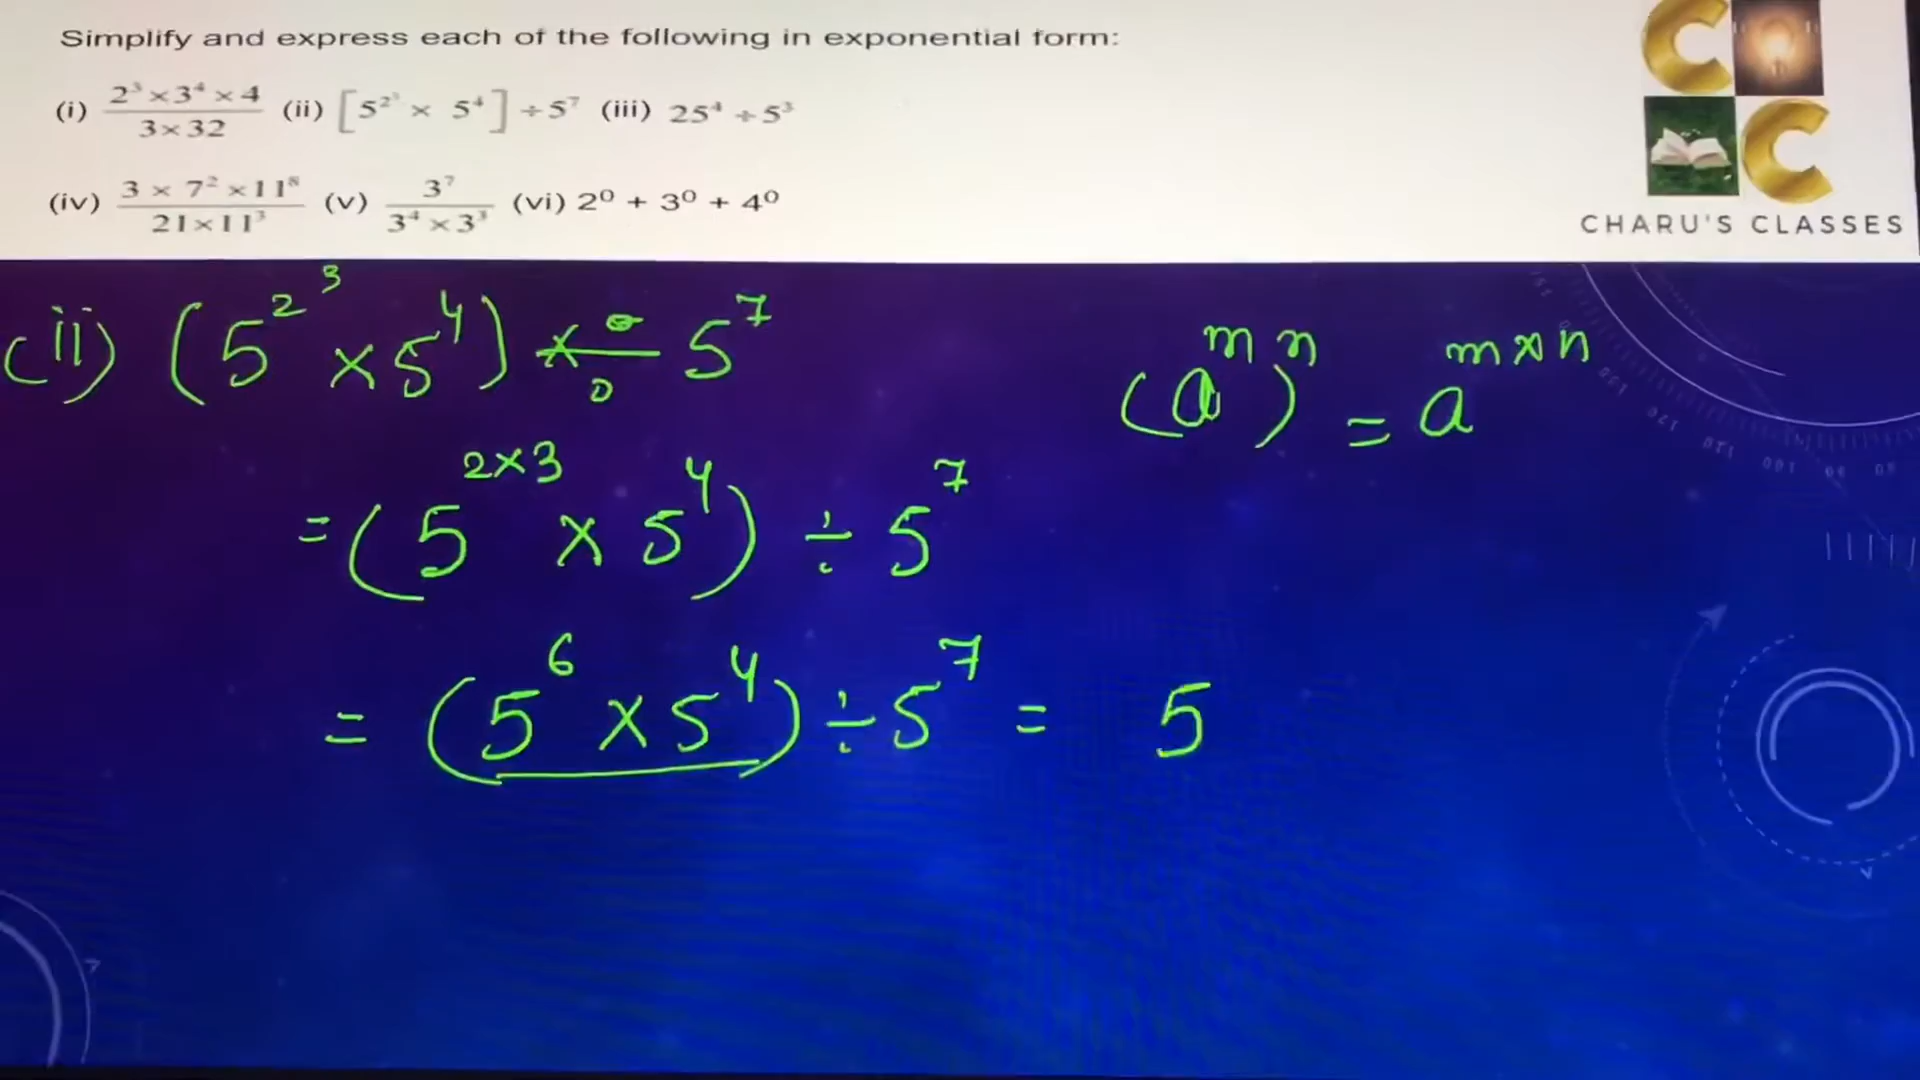 Simplify and express each of the following in exponential form:
(i) 2³×3⁴×4 / 3×32 (ii) [5²³ × 5⁴] ÷5⁷ (iii) 25⁴ ÷5³
(iv) 3 × 7² ×11⁸ / 21×11³ (v) 3⁷ / 3⁴×3³ (vi) 2⁰ + 3⁰ + 4⁰
CHARU'S CLASSES
(ii) (5²³ ×5⁴) ÷ 5⁷
(aᵐ)ⁿ = aᵐˣⁿ
=(5²ˣ³ × 5⁴) ÷ 5⁷
= (5⁶ ×5⁴) ÷5⁷ = 5